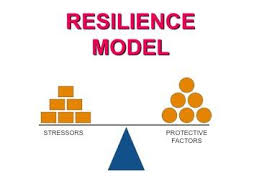 RESILIENCE
MODEL
STRESSORS
PROTECTIVE
FACTORS